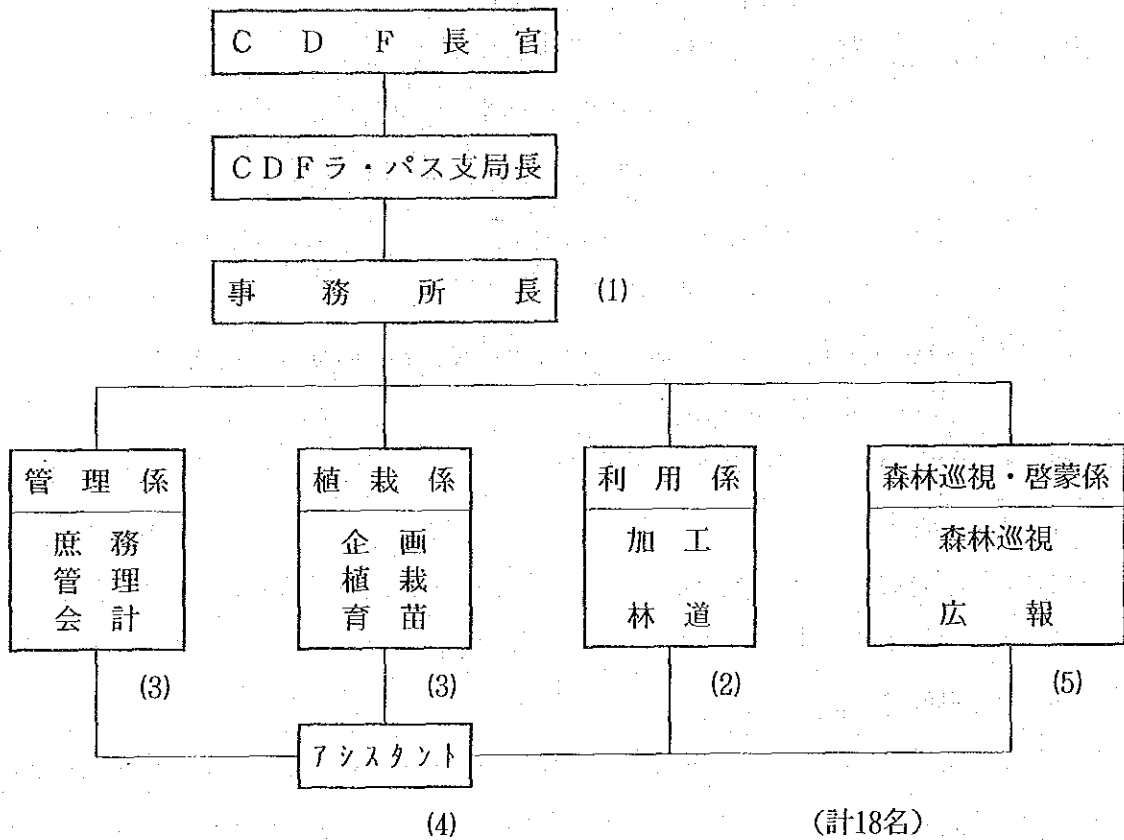 CDF長官
CDFラ・パス支局長
事務所長 (1)
管理係
庶務
管理
会計
(3)
植栽係
企画
植栽
育苗
(3)
利用係
加工
林道
(2)
森林巡視・啓蒙係
森林巡視
広報
(5)
アシスタント
(4)
(計18名)